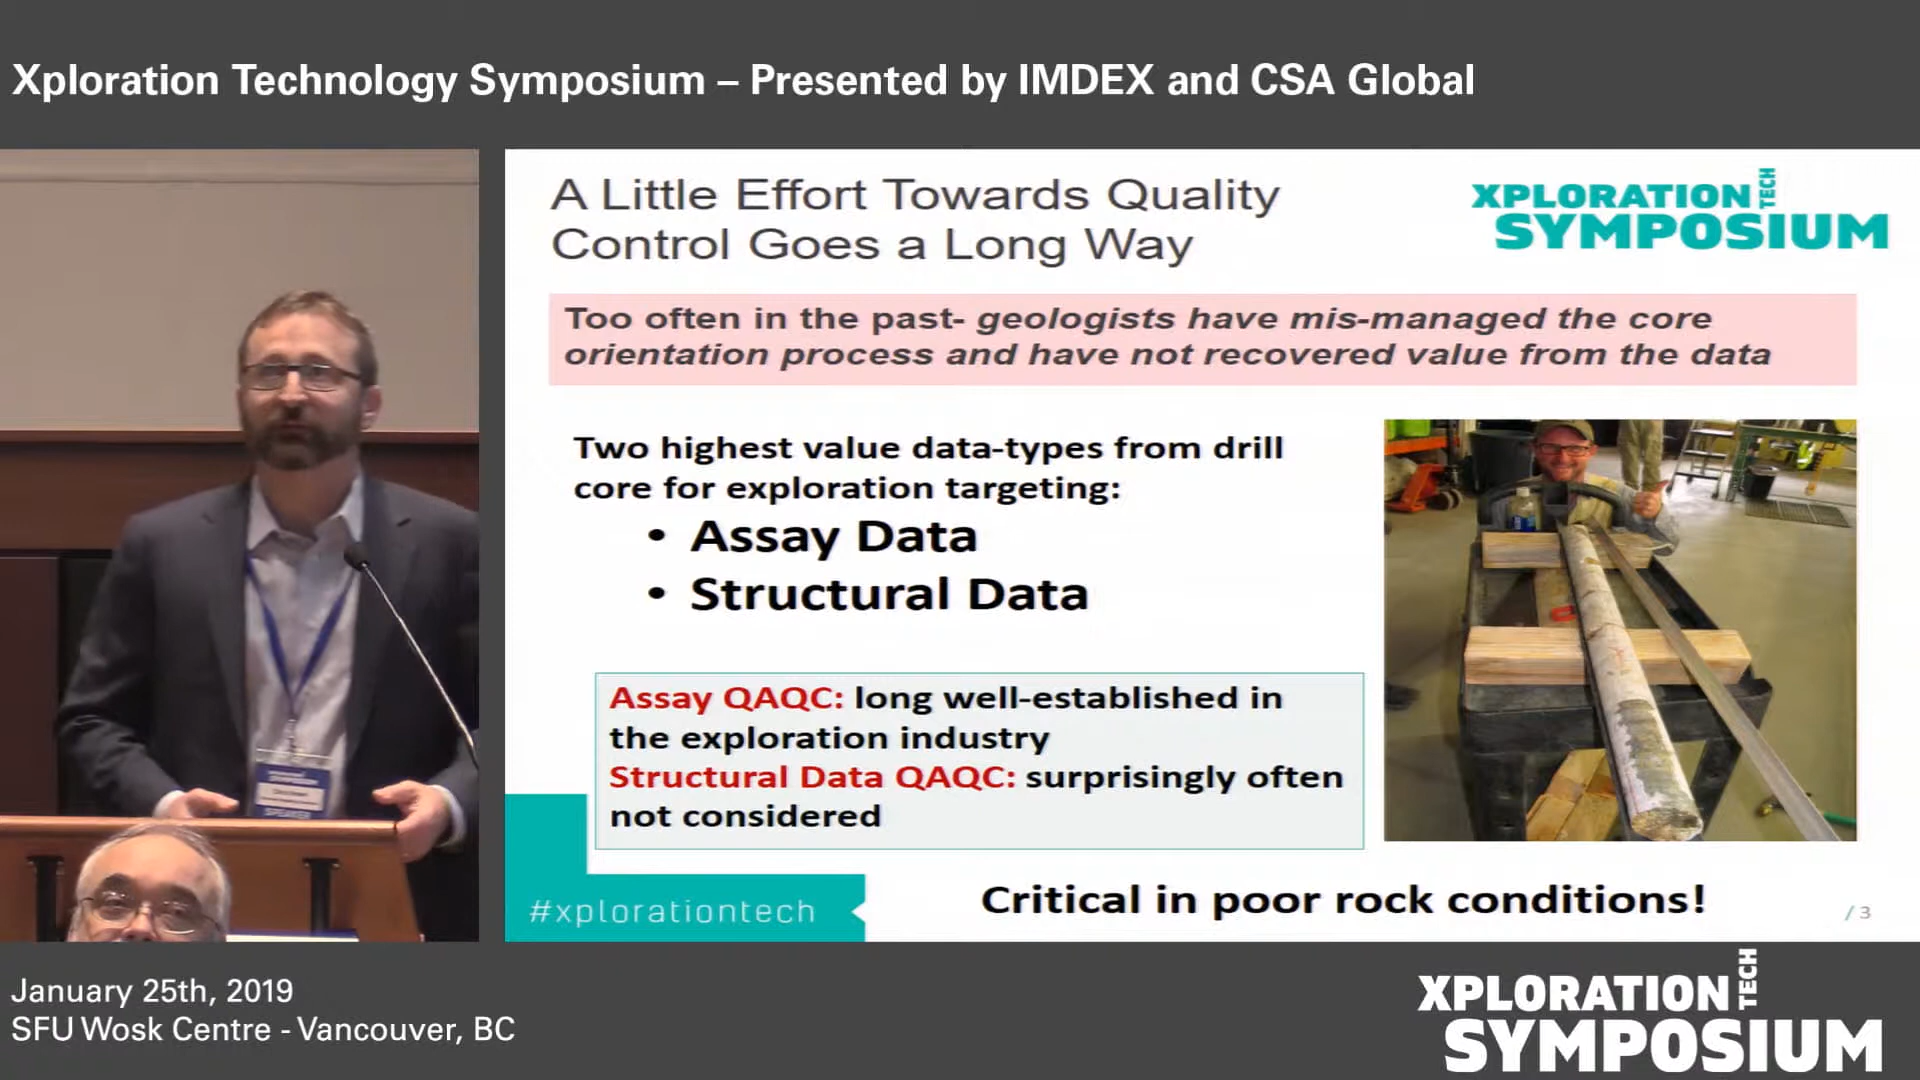 Xploration Technology Symposium – Presented by IMDEX and CSA Global
A Little Effort Towards Quality
Control Goes a Long Way
XPLORATION TECH
SYMPOSIUM
Too often in the past- geologists have mis-managed the core
orientation process and have not recovered value from the data
Two highest value data-types from drill
core for exploration targeting:
• Assay Data
• Structural Data
Assay QAQC: long well-established in
the exploration industry
Structural Data QAQC: surprisingly often
not considered
#xplorationtech
Critical in poor rock conditions!
/ 3
SPEAKER
January 25th, 2019
SFU Wosk Centre - Vancouver, BC
XPLORATION TECH
SYMPOSIUM